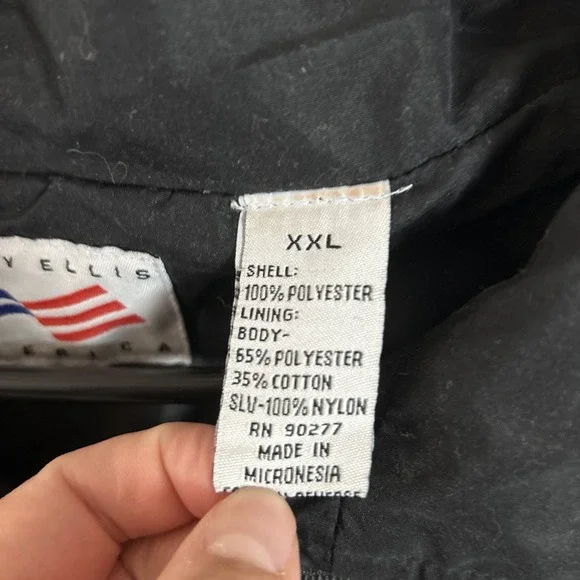 Y ELLIS
ERICA
XXL
SHELL:
100% POLYESTER
LINING:
BODY-
65% POLYESTER
35% COTTON
SLV-100% NYLON
RN 90277
MADE IN
MICRONESIA